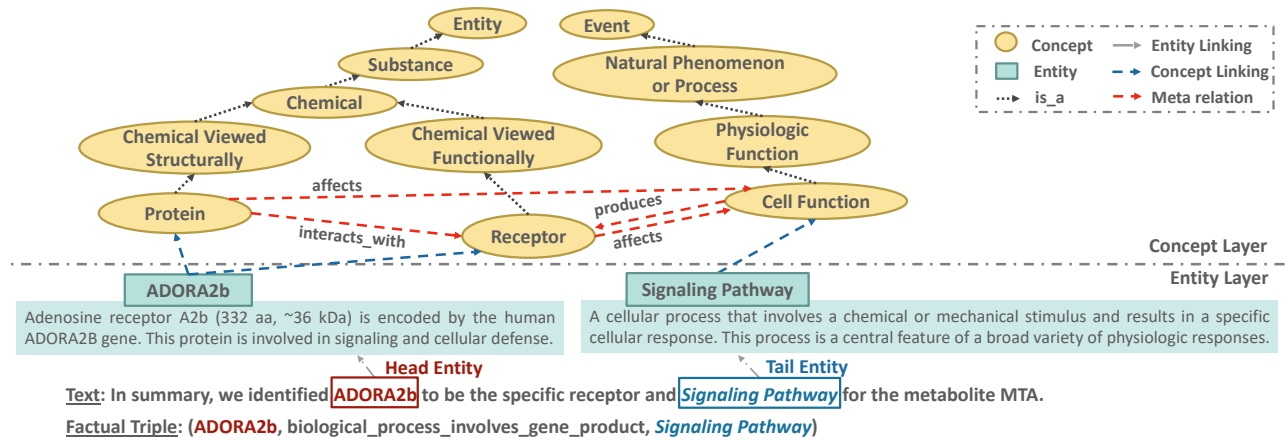 Entity
Event
Substance
Natural Phenomenon
or Process
Chemical
Chemical Viewed
Structurally
Chemical Viewed
Functionally
Physiologic
Function
Protein
affects
interacts_with
Receptor
produces
affects
Cell Function
Concept
Entity Linking
Entity
Concept Linking
is_a
Meta relation
Concept Layer
Entity Layer
ADORA2b
Adenosine receptor A2b (332 aa, ~36 kDa) is encoded by the human
ADORA2B gene. This protein is involved in signaling and cellular defense.
Signaling Pathway
A cellular process that involves a chemical or mechanical stimulus and results in a specific
cellular response. This process is a central feature of a broad variety of physiologic responses.
Head Entity
Tail Entity
Text: In summary, we identified ADORA2b to be the specific receptor and Signaling Pathway for the metabolite MTA.
Factual Triple: (ADORA2b, biological_process_involves_gene_product, Signaling Pathway)